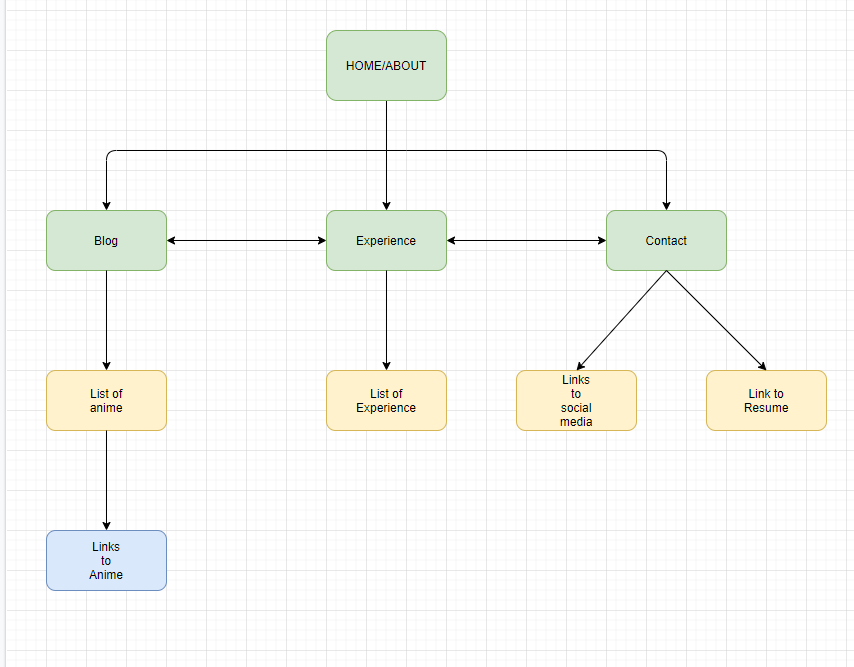 HOME/ABOUT
Blog
Experience
Contact
List of
anime
List of
Experience
Links
to
social
media
Link to
Resume
Links
to
Anime